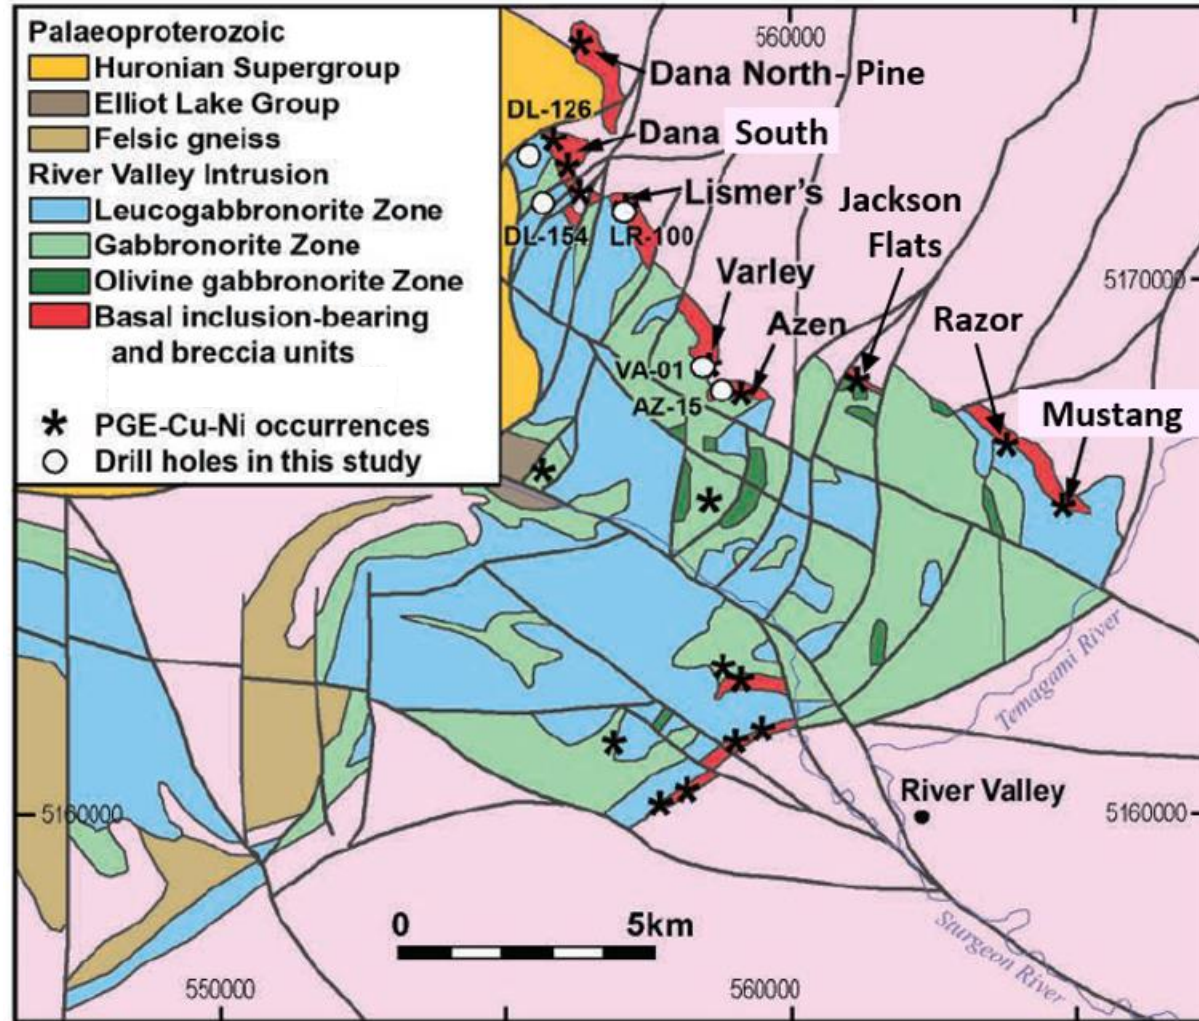 Palaeoproterozoic
Huronian Supergroup
Elliot Lake Group
Felsic gneiss
River Valley Intrusion
Leucogabbronorite Zone
Gabbronorite Zone
Olivine gabbronorite Zone
Basal inclusion-bearing
and breccia units
PGE-Cu-Ni occurrences
Drill holes in this study
560000
Dana North-Pine
DL-126
Dana South
Lismer's
DL-154
LR-100
Jackson
Flats
Varley
5170000
Azen
Razor
VA-01
AZ-15
Mustang
Temagami River
River Valley
5160000
5160000
0
5km
Sturgeon River
550000
560000